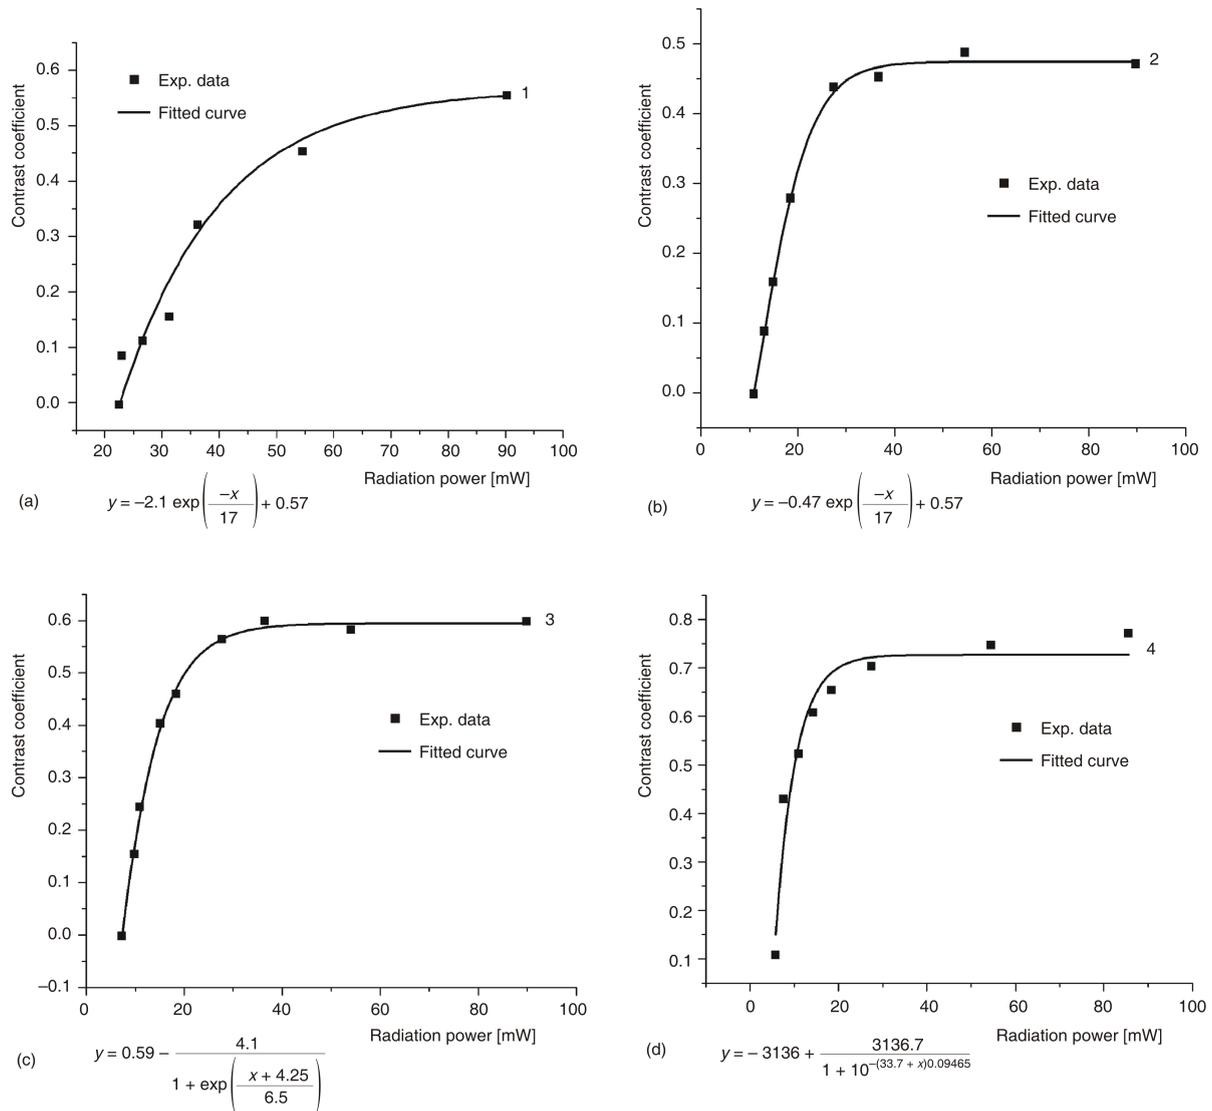 0.6
0.5
0.4
0.3
0.2
0.1
0.0
Contrast coefficient
Exp. data
Fitted curve
1
20 30 40 50 60 70 80 90 100
Radiation power [mW]
(a) y = –2.1 exp(–x/17) + 0.57
0.5
0.4
0.3
0.2
0.1
0.0
Contrast coefficient
2
Exp. data
Fitted curve
0 20 40 60 80 100
Radiation power [mW]
(b) y = –0.47 exp(–x/17) + 0.57
0.6
0.5
0.4
0.3
0.2
0.1
0.0
–0.1
Contrast coefficient
3
Exp. data
Fitted curve
0 20 40 60 80 100
Radiation power [mW]
(c) y = 0.59 – 4.1/(1 + exp((x + 4.25)/6.5))
0.8
0.7
0.6
0.5
0.4
0.3
0.2
0.1
Contrast coefficient
4
Exp. data
Fitted curve
0 20 40 60 80 100
Radiation power [mW]
(d) y = – 3136 + 3136.7/(1 + 10^–(33.7 + x)0.09465)